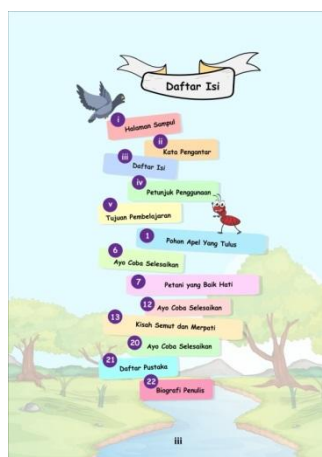 Daftar Isi
i
Halaman Sampul
ii
Kata Pengantar
iii
Daftar Isi
iv
Petunjuk Penggunaan
v
Tujuan Pembelajaran
1
Pohon Apel Yang Tulus
6
Ayo Coba Selesaikan
7
Petani yang Baik Hati
12
Ayo Coba Selesaikan
13
Kisah Semut dan Merpati
20
Ayo Coba Selesaikan
21
Daftar Pustaka
22
Biografi Penulis
iii